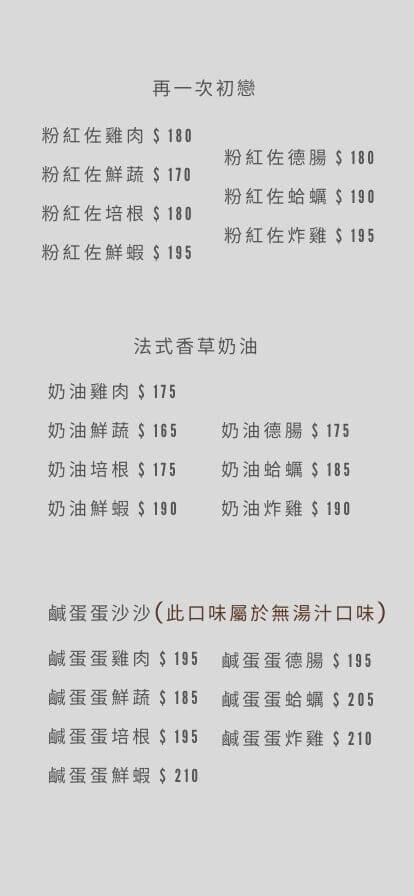 再一次初戀
粉紅佐雞肉 $ 180
粉紅佐鮮蔬 $ 170
粉紅佐培根 $ 180
粉紅佐鮮蝦 $ 195
粉紅佐德腸 $ 180
粉紅佐蛤蠣 $ 190
粉紅佐炸雞 $ 195
法式香草奶油
奶油雞肉 $ 175
奶油鮮蔬 $ 165
奶油培根 $ 175
奶油鮮蝦 $ 190
奶油德腸 $ 175
奶油蛤蠣 $ 185
奶油炸雞 $ 190
鹹蛋蛋沙沙(此口味屬於無湯汁口味)
鹹蛋蛋雞肉 $ 195
鹹蛋蛋鮮蔬 $ 185
鹹蛋蛋培根 $ 195
鹹蛋蛋鮮蝦 $ 210
鹹蛋蛋德腸 $ 195
鹹蛋蛋蛤蠣 $ 205
鹹蛋蛋炸雞 $ 210